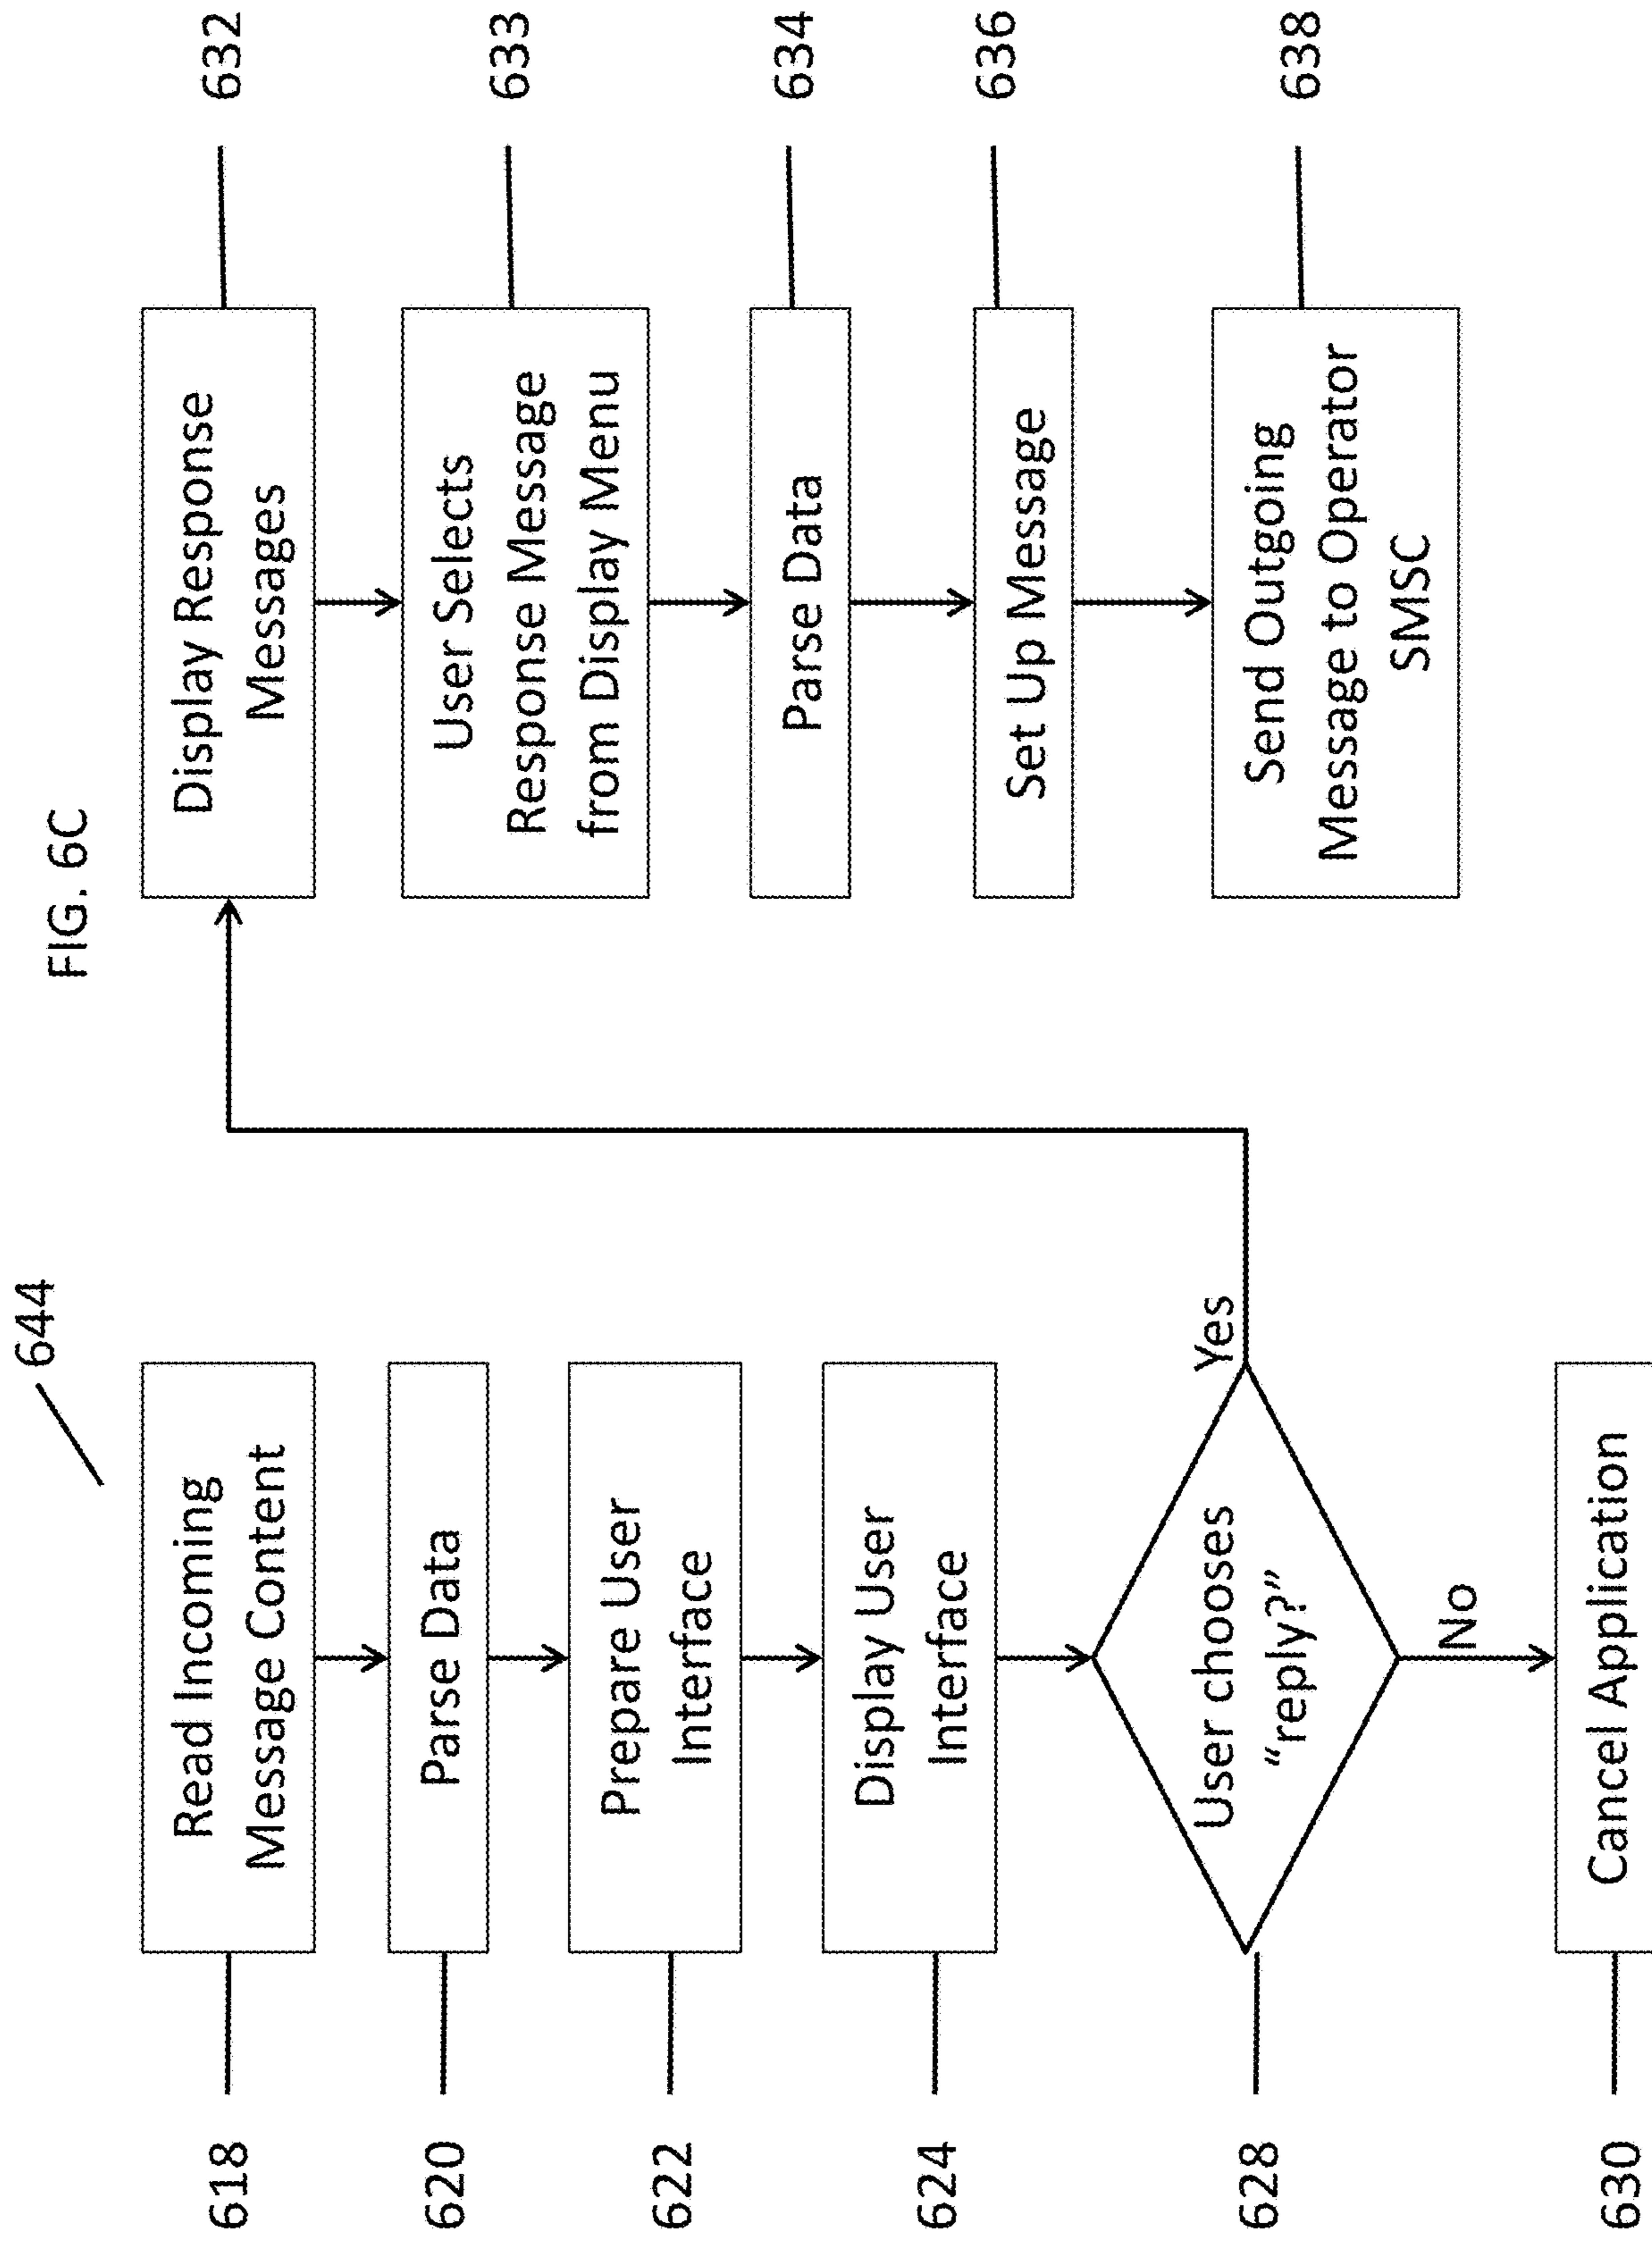 FIG. 6C
644
618
Read Incoming
Message Content
620
Parse Data
622
Prepare User
Interface
624
Display User
Interface
628
User chooses
“reply?”
Yes
No
630
Cancel Application
Display Response
Messages
632
User Selects
Response Message
from Display Menu
633
Parse Data
634
Set Up Message
636
Send Outgoing
Message to Operator
SMSC
638